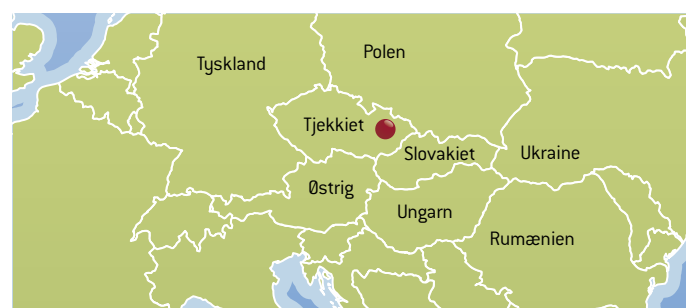 Polen
Tyskland
Tjekkiet
Slovakiet
Ukraine
Østrig
Ungarn
Rumænien